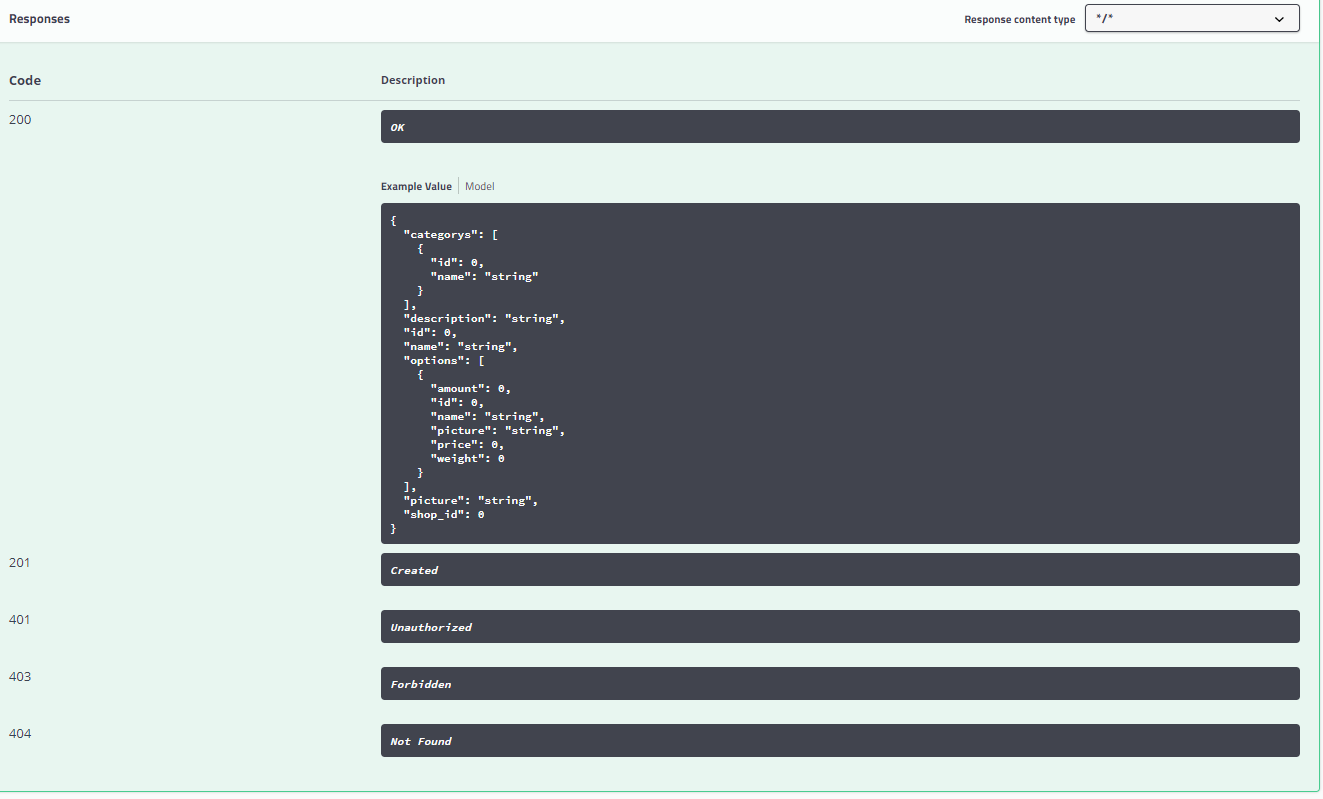 Responses
Response content type
*/*
Code
Description
200
OK
Example Value
Model
{
  "categorys": [
    {
      "id": 0,
      "name": "string"
    }
  ],
  "description": "string",
  "id": 0,
  "name": "string",
  "options": [
    {
      "amount": 0,
      "id": 0,
      "name": "string",
      "picture": "string",
      "price": 0,
      "weight": 0
    }
  ],
  "picture": "string",
  "shop_id": 0
}
201
Created
401
Unauthorized
403
Forbidden
404
Not Found